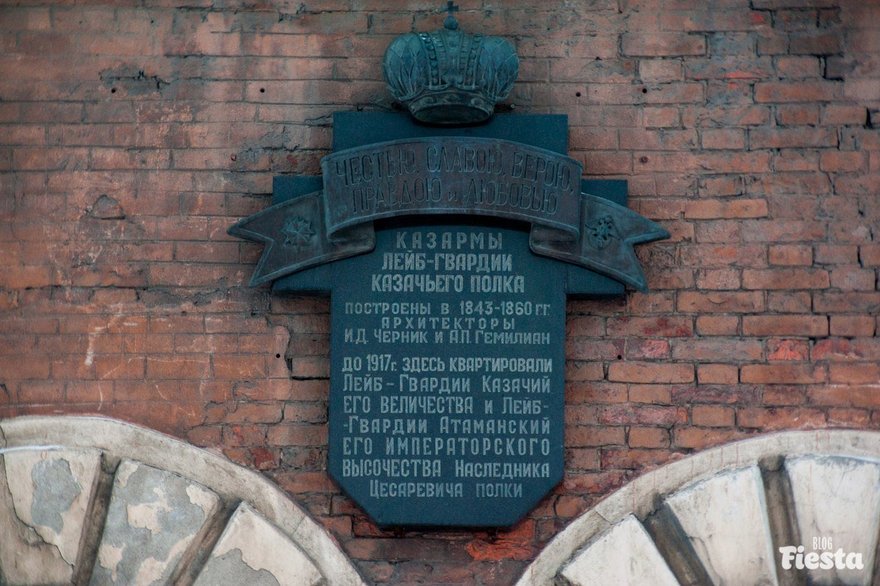 ЧЕСТЬЮ, СЛАВОЮ, ВЕРОЮ,
ПРАВДОЮ И ЛЮБОВЬЮ
КАЗАРМЫ
ЛЕЙБ-ГВАРДИИ
КАЗАЧЬЕГО ПОЛКА
ПОСТРОЕНЫ В 1843-1860 ГГ.
АРХИТЕКТОРЫ
И.Д. ЧЕРНИК И А.П. ГЕМИЛИАН
ДО 1917 г. ЗДЕСЬ КВАРТИРОВАЛИ
ЛЕЙБ-ГВАРДИИ КАЗАЧИЙ
ЕГО ВЕЛИЧЕСТВА И ЛЕЙБ-
ГВАРДИИ АТАМАНСКИЙ
ЕГО ИМПЕРАТОРСКОГО
ВЫСОЧЕСТВА НАСЛЕДНИКА
ЦЕСАРЕВИЧА ПОЛКИ
BLOG
Fiesta